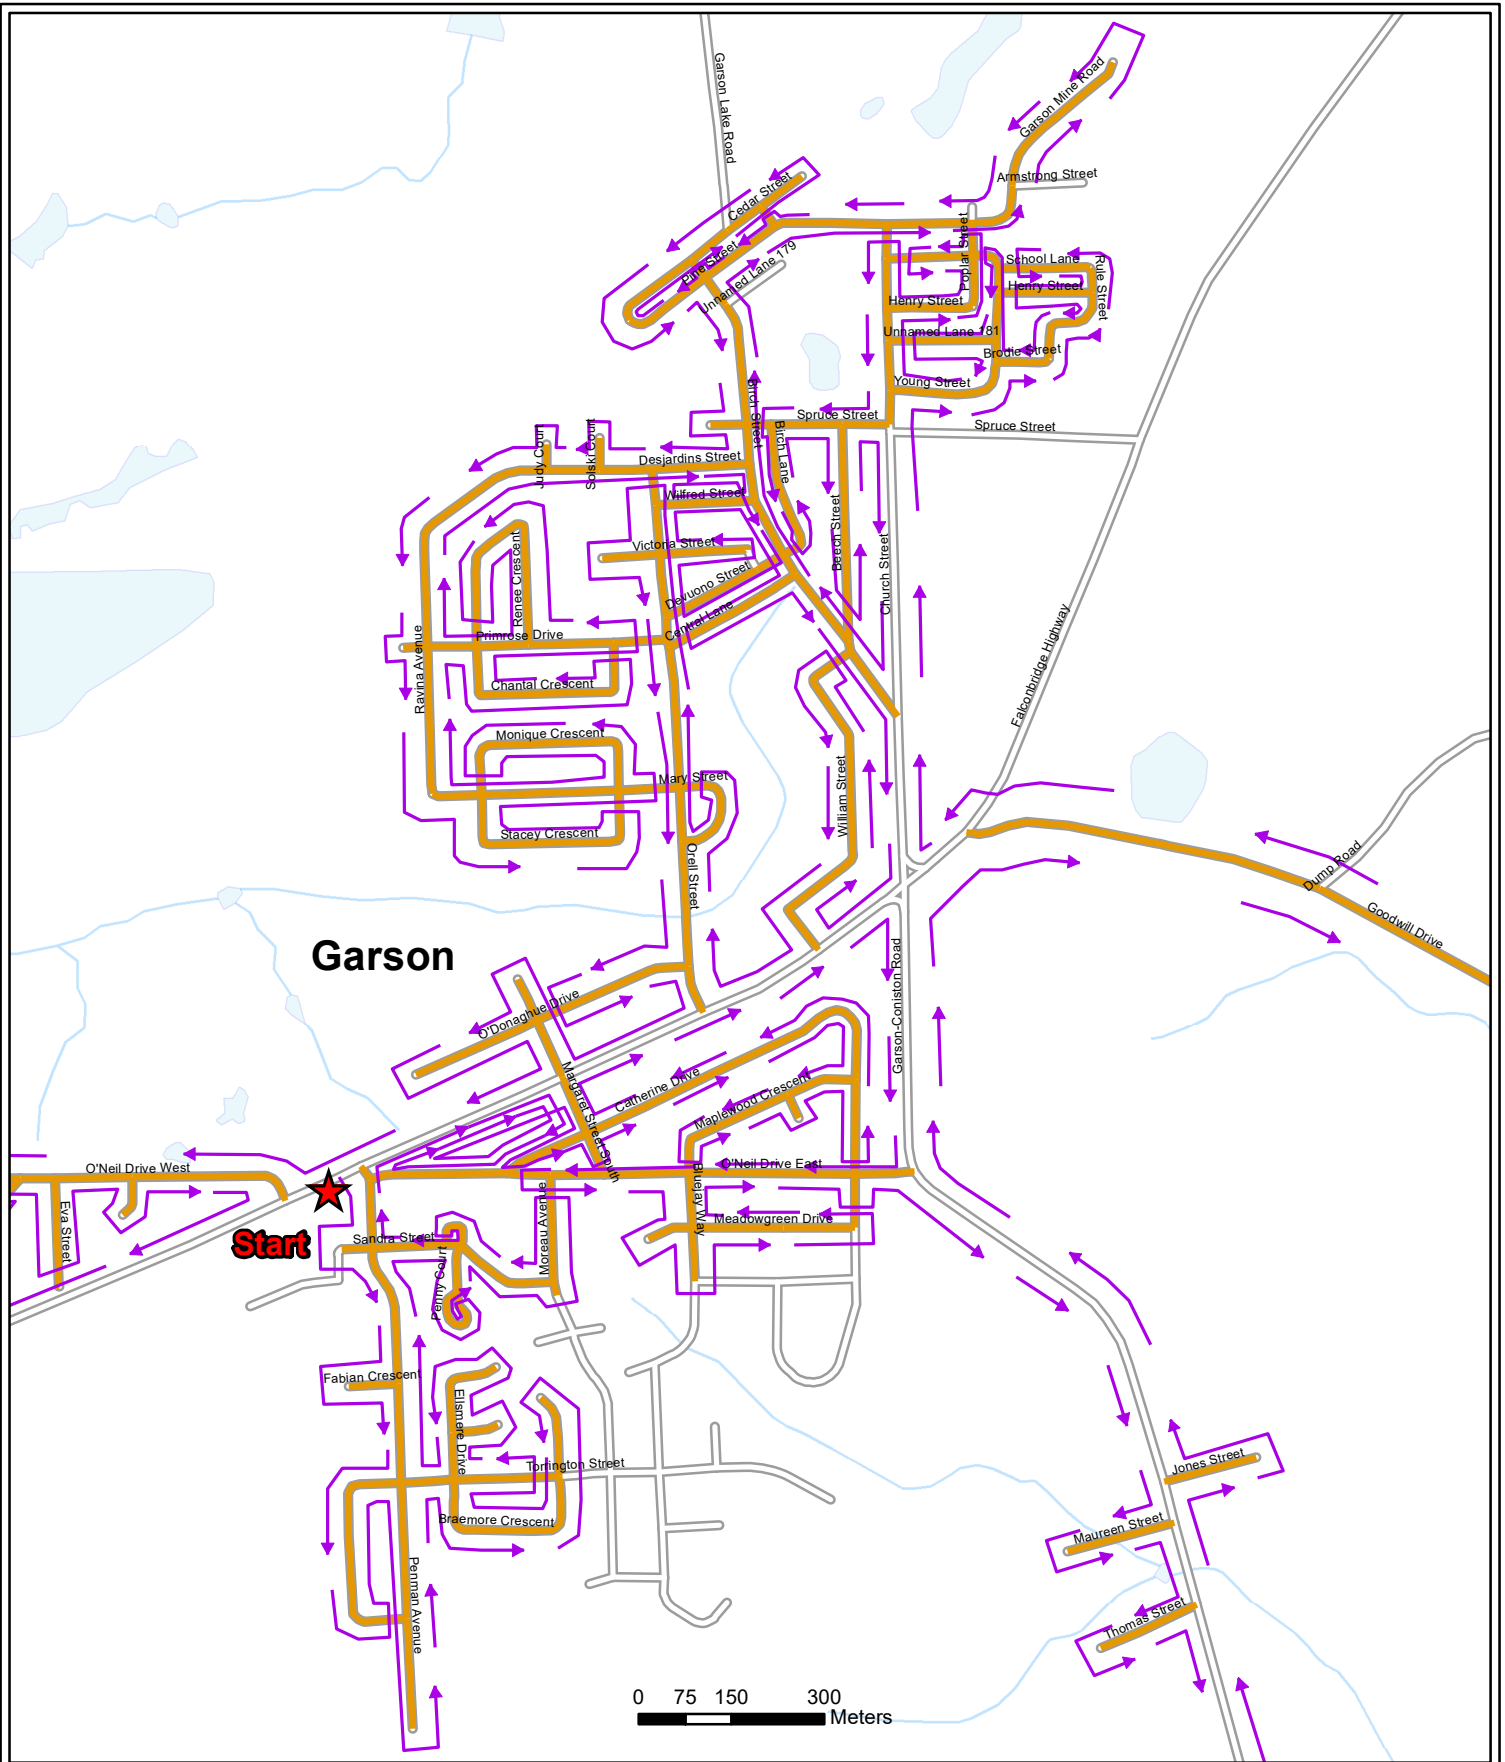 Garson Lake Road
Garson Mine Road
Armstrong Street
Cedar Street
Pine Street
Unnamed Lane 179
Poplar Street
School Lane
Rule Street
Henry Street
Henry Street
Unnamed Lane 181
Brodie Street
Young Street
Spruce Street
Spruce Street
Birch Street
Birch Lane
Judy Court
Solski Court
Desjardins Street
Wilfred Street
Victoria Street
Beech Street
Church Street
Devuono Street
Central Lane
Renee Crescent
Primrose Drive
Ravina Avenue
Chantal Crescent
Monique Crescent
Mary Street
Stacey Crescent
Orell Street
William Street
Falconbridge Highway
Dump Road
Goodwill Drive
Garson
O'Donaghue Drive
Garson-Coniston Road
Margaret Street South
Catherine Drive
Maplewood Crescent
O'Neil Drive West
O'Neil Drive East
Eva Street
Start
Sandra Street
Penny Court
Moreau Avenue
Bluejay Way
Meadowgreen Drive
Fabian Crescent
Ellsmere Drive
Torrington Street
Braemore Crescent
Penman Avenue
Jones Street
Maureen Street
Thomas Street
0 75 150 300
Meters